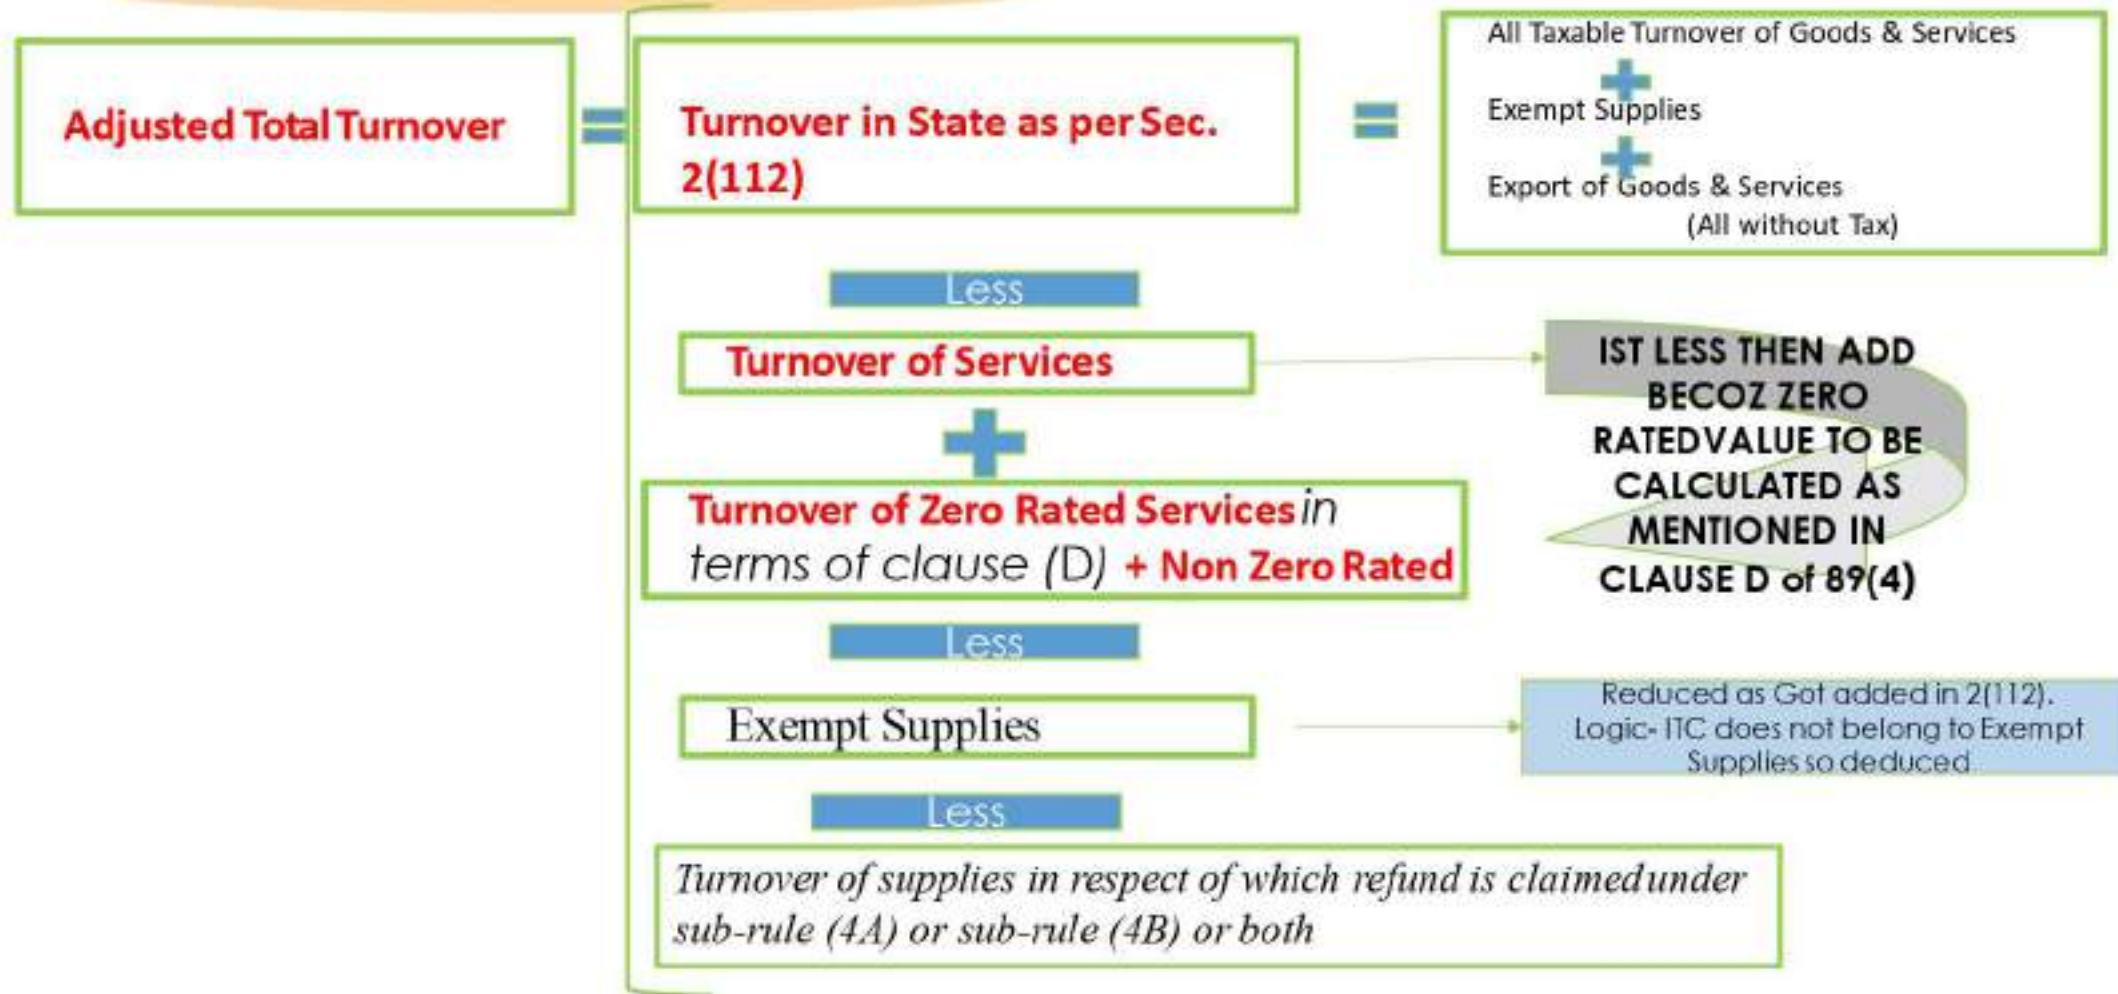 Adjusted Total Turnover
=
Turnover in State as per Sec.
2(112)
=
All Taxable Turnover of Goods & Services
+
Exempt Supplies
+
Export of Goods & Services
(All without Tax)
Less
Turnover of Services
IST LESS THEN ADD
BECOZ ZERO
RATEDVALUE TO BE
CALCULATED AS
MENTIONED IN
CLAUSE D of 89(4)
+
Turnover of Zero Rated Services in
terms of clause (D) + Non Zero Rated
Less
Exempt Supplies
Reduced as Got added in 2(112).
Logic- ITC does not belong to Exempt
Supplies so deduced
Less
Turnover of supplies in respect of which refund is claimed under
sub-rule (4A) or sub-rule (4B) or both